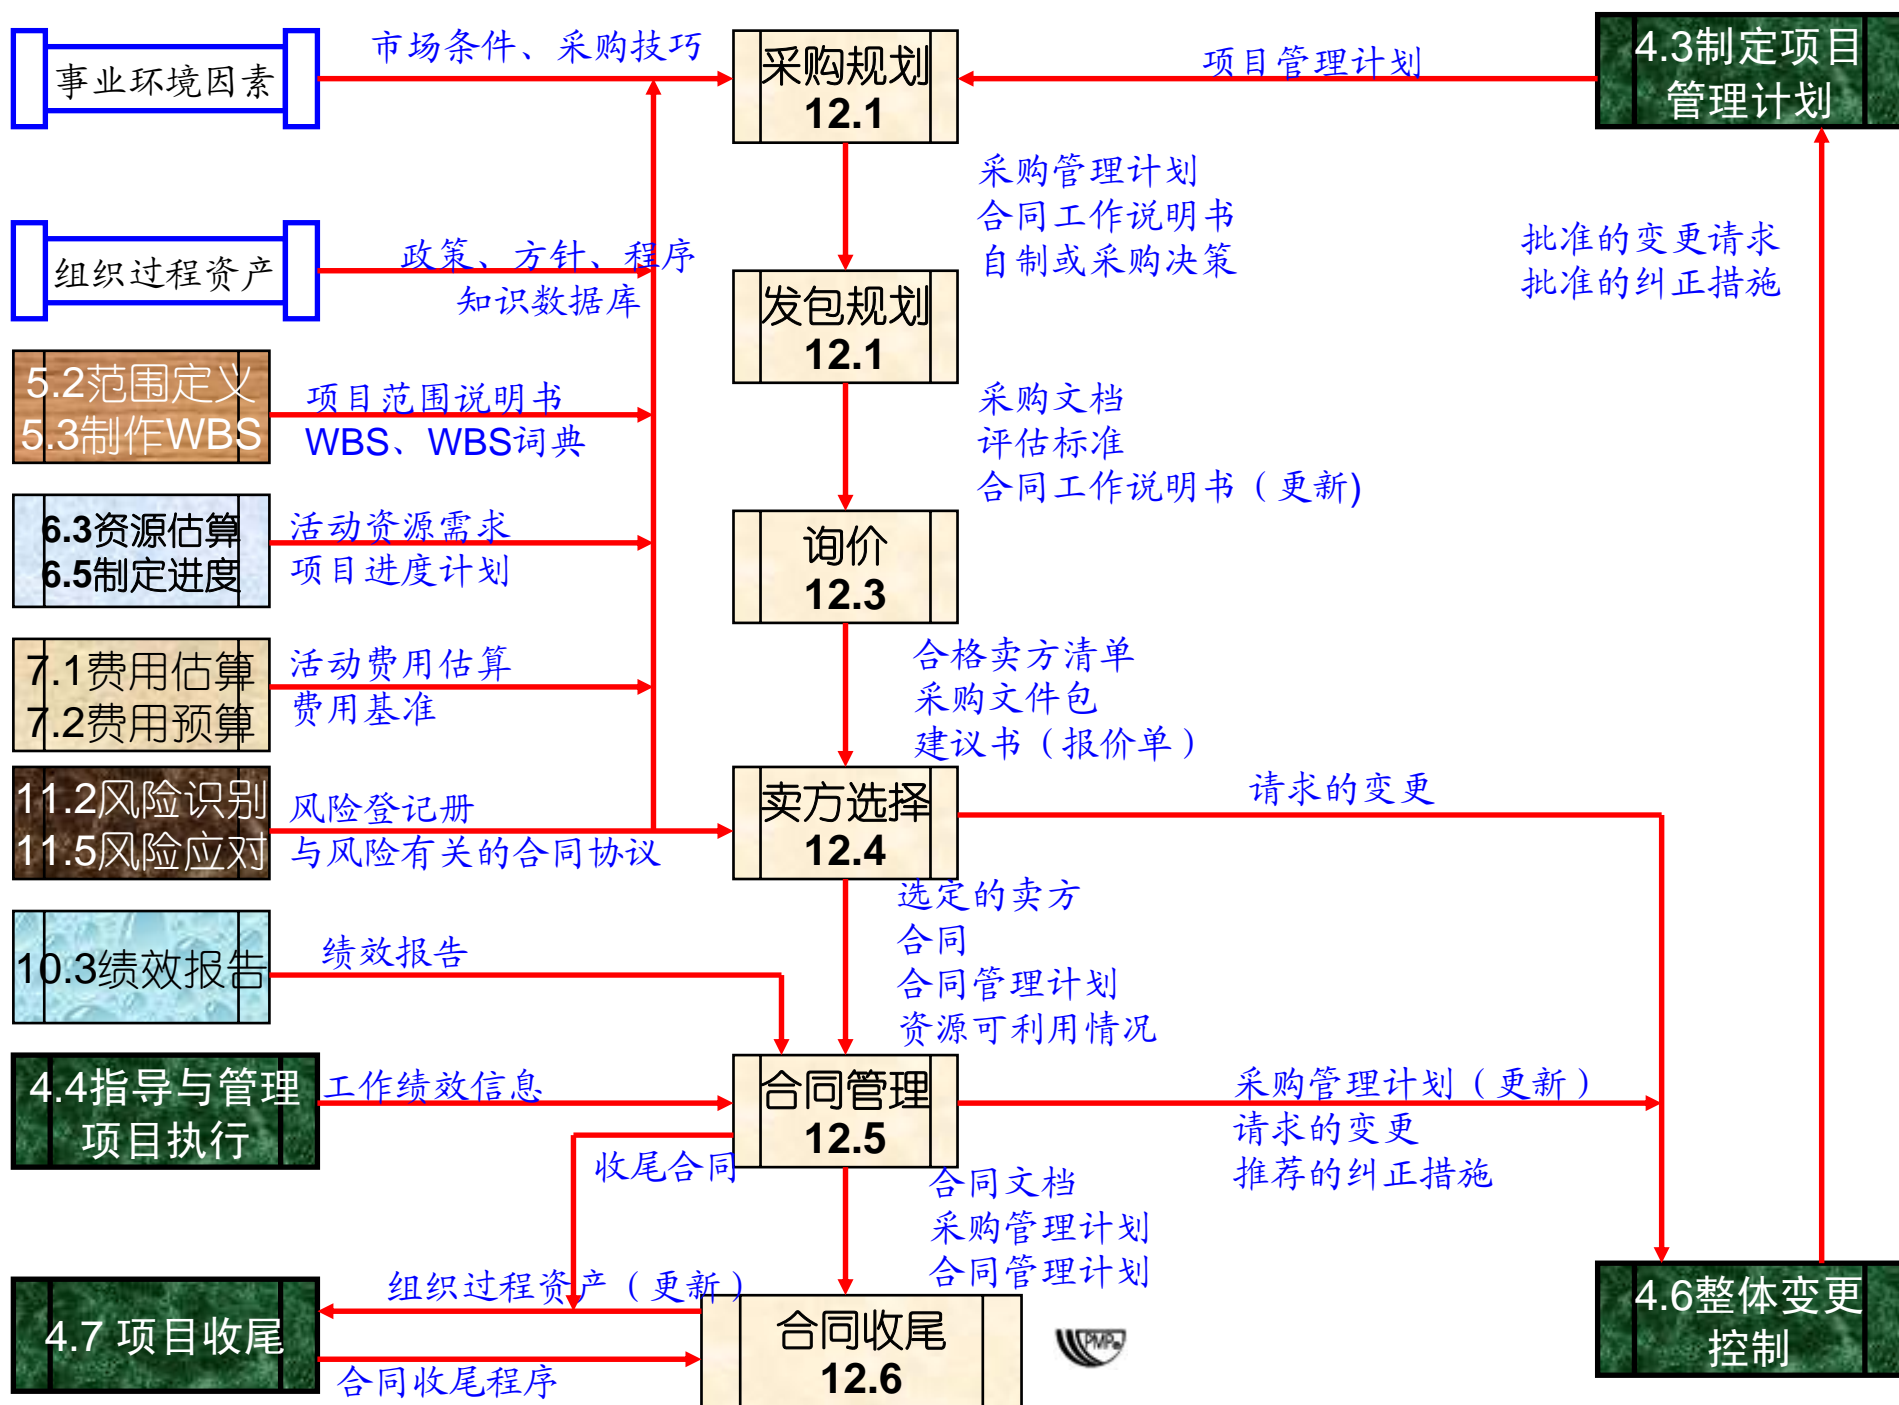 事业环境因素
市场条件、采购技巧
采购规划
12.1
项目管理计划
4.3制定项目
管理计划
采购管理计划
合同工作说明书
自制或采购决策
批准的变更请求
批准的纠正措施
组织过程资产
政策、方针、程序
知识数据库
发包规划
12.1
5.2范围定义
5.3制作WBS
项目范围说明书
WBS、WBS词典
采购文档
评估标准
合同工作说明书（更新)
6.3资源估算
6.5制定进度
活动资源需求
项目进度计划
询价
12.3
7.1费用估算
7.2费用预算
活动费用估算
费用基准
合格卖方清单
采购文件包
建议书（报价单）
11.2风险识别
11.5风险应对
风险登记册
与风险有关的合同协议
卖方选择
12.4
请求的变更
选定的卖方
合同
合同管理计划
资源可利用情况
10.3绩效报告
绩效报告
4.4指导与管理
项目执行
工作绩效信息
合同管理
12.5
采购管理计划（更新）
请求的变更
推荐的纠正措施
收尾合同
合同文档
采购管理计划
合同管理计划
4.7 项目收尾
组织过程资产（更新）
合同收尾程序
合同收尾
12.6
PMP
4.6整体变更
控制